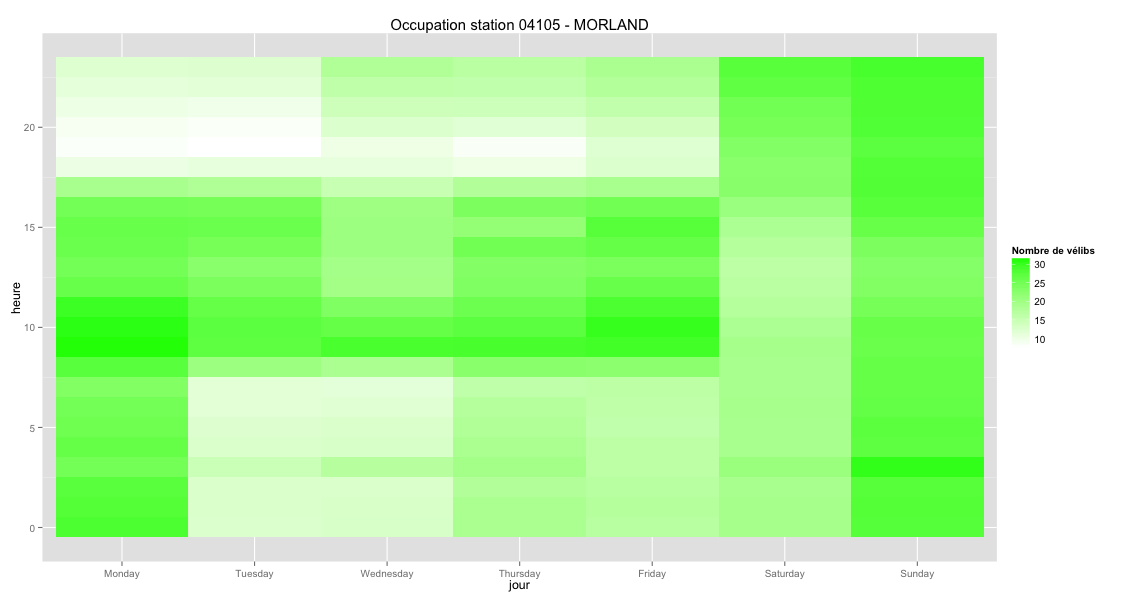 Occupation station 04105 - MORLAND
heure
20
15
10
5
0
Monday Tuesday Wednesday Thursday Friday Saturday Sunday
jour
Nombre de vélibs
30
25
20
15
10